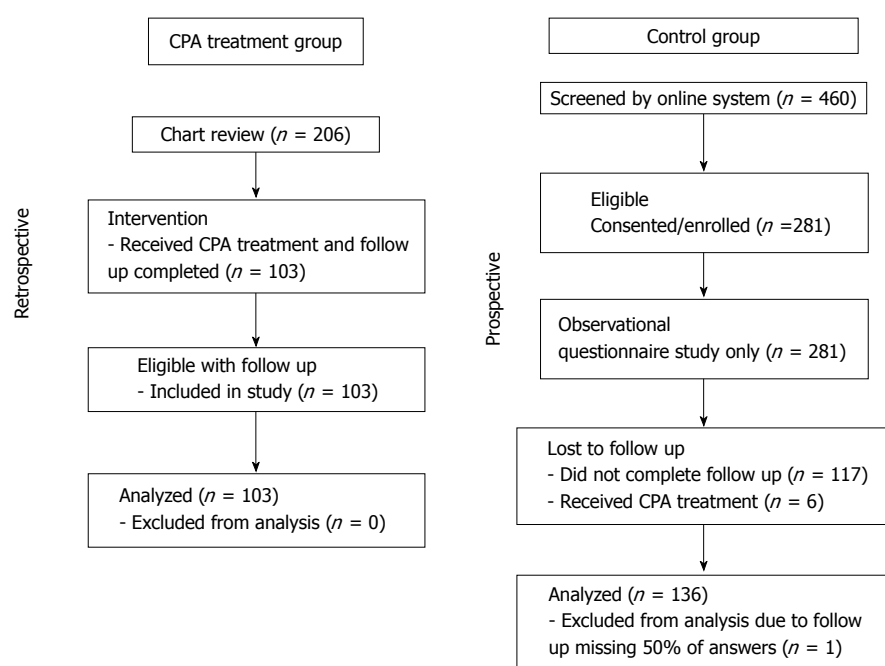 CPA treatment group
Chart review (n = 206)
Retrospective
Intervention
- Received CPA treatment and follow
up completed (n = 103)
Eligible with follow up
- Included in study (n = 103)
Analyzed (n = 103)
- Excluded from analysis (n = 0)
Control group
Screened by online system (n = 460)
Prospective
Eligible
Consented/enrolled (n =281)
Observational
questionnaire study only (n = 281)
Lost to follow up
- Did not complete follow up (n = 117)
- Received CPA treatment (n = 6)
Analyzed (n = 136)
- Excluded from analysis due to follow
up missing 50% of answers (n = 1)